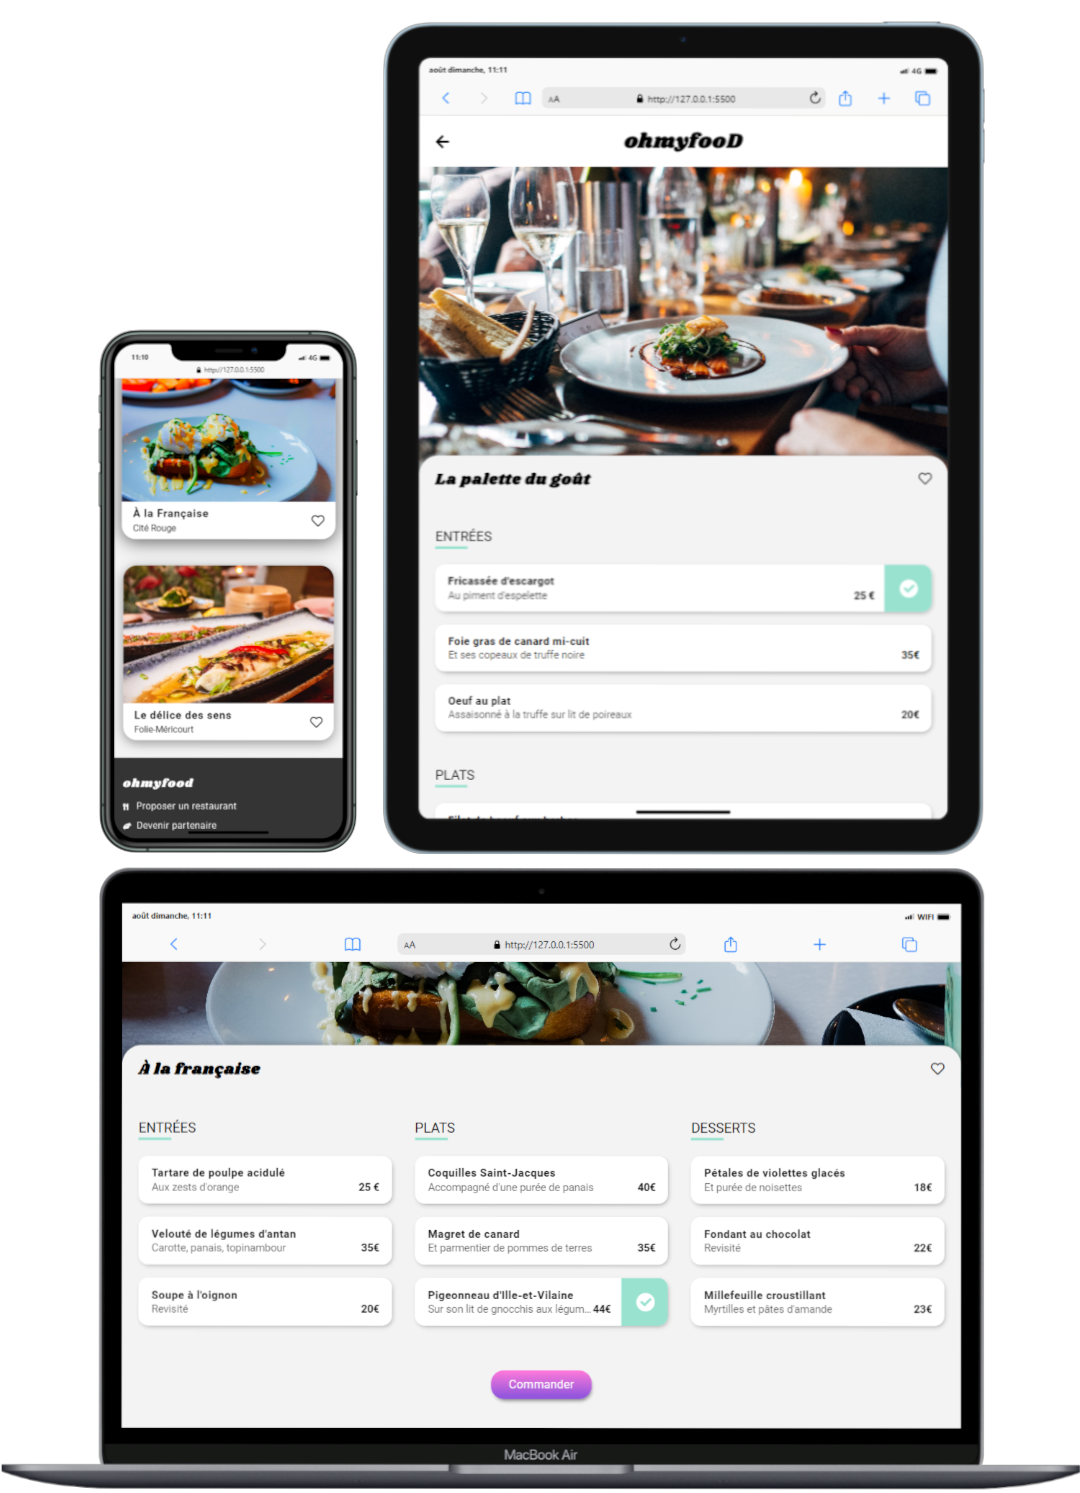 août dimanche, 11:11
4G
AA
http://127.0.0.1:5500
ohmyfooD
La palette du goût
ENTRÉES
Fricassée d'escargot
Au piment d'espelette
25 €
Foie gras de canard mi-cuit
Et ses copeaux de truffe noire
35€
Oeuf au plat
Assaisonné à la truffe sur lit de poireaux
20€
PLATS
11:10
4G
http://127.0.0.1:5500
À la Française
Cité Rouge
Le délice des sens
Folie-Méricourt
ohmyfood
Proposer un restaurant
Devenir partenaire
août dimanche, 11:11
WIFI
AA
http://127.0.0.1:5500
À la française
ENTRÉES
Tartare de poulpe acidulé
Aux zests d'orange
25 €
Velouté de légumes d'antan
Carotte, panais, topinambour
35€
Soupe à l'oignon
Revisité
20€
PLATS
Coquilles Saint-Jacques
Accompagné d'une purée de panais
40€
Magret de canard
Et parmentier de pommes de terres
35€
Pigeonneau d'Ille-et-Vilaine
Sur son lit de gnocchis aux légum... 44€
DESSERTS
Pétales de violettes glacés
Et purée de noisettes
18€
Fondant au chocolat
Revisité
22€
Millefeuille croustillant
Myrtilles et pâtes d'amande
23€
Commander
MacBook Air